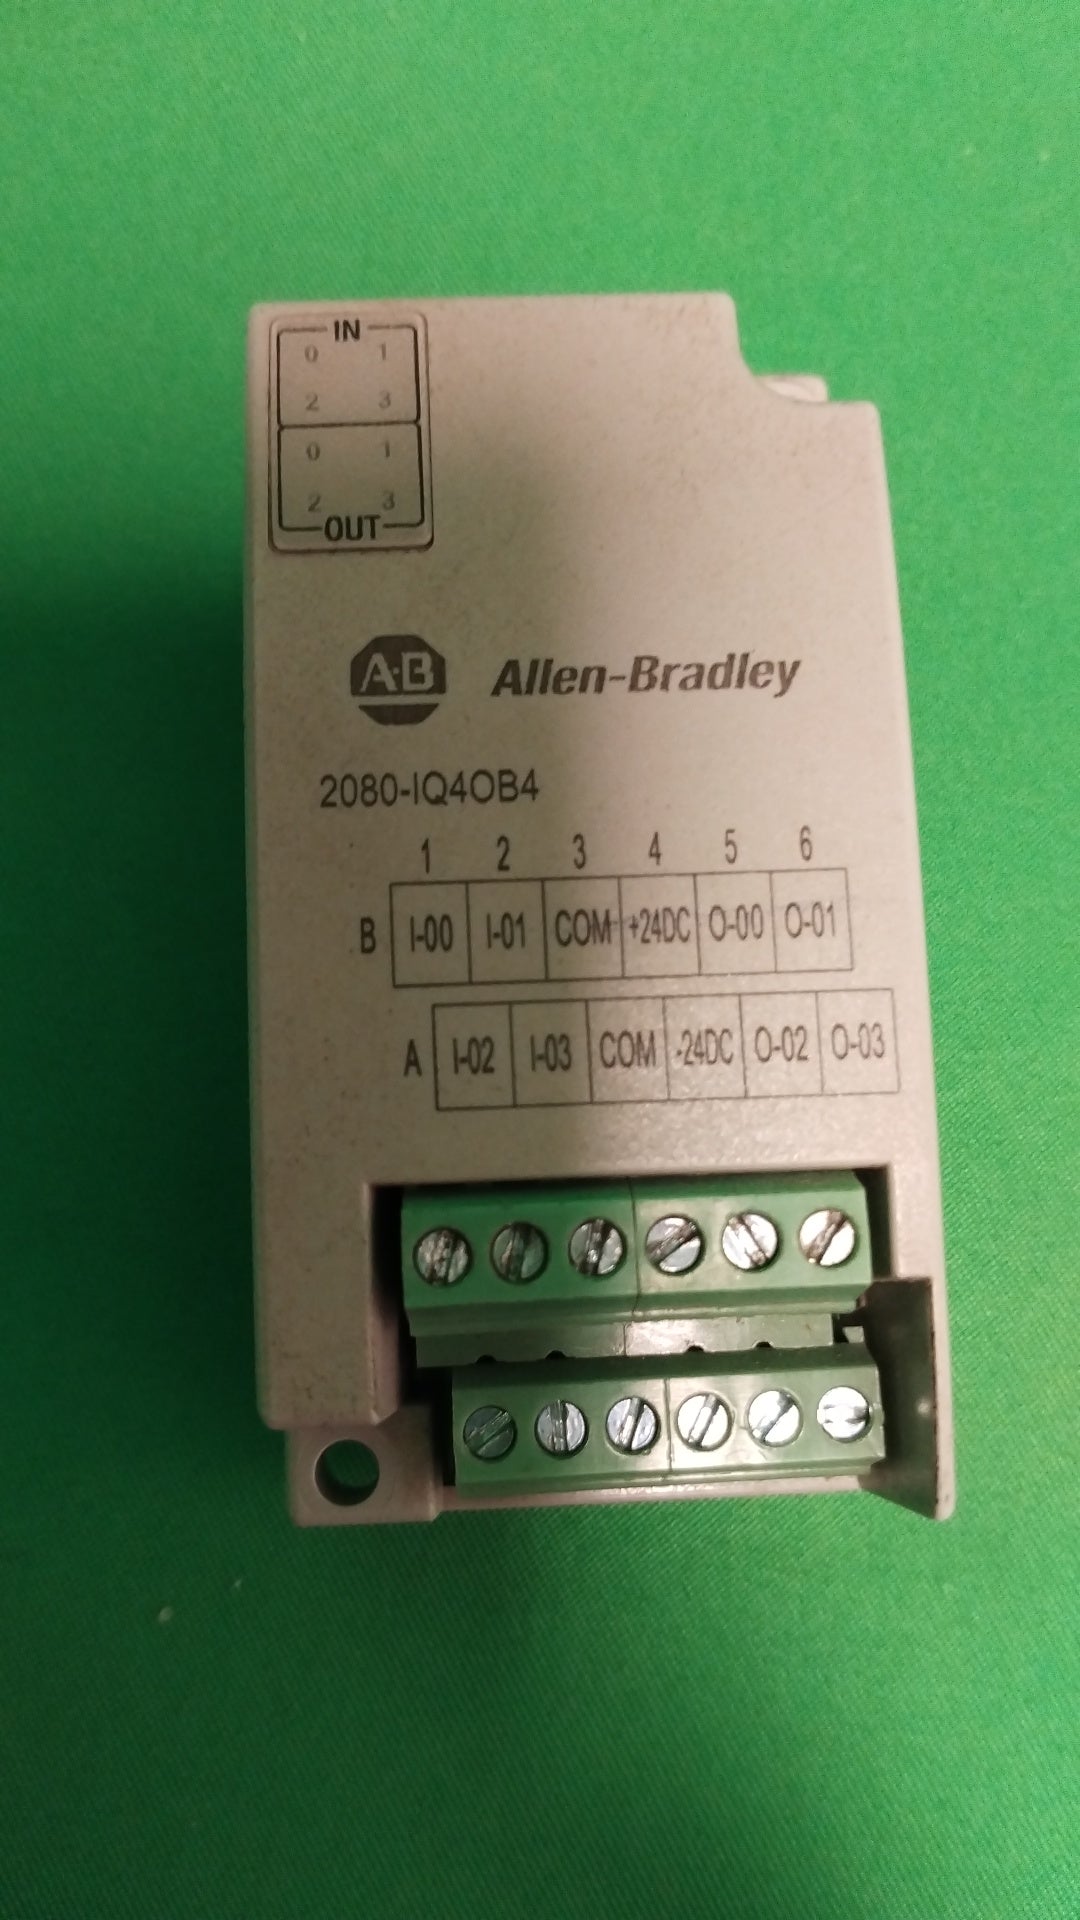 IN
0 1
2 3
0 1
2 3
OUT
A·B Allen-Bradley
2080-IQ4OB4
1 2 3 4 5 6
B I-00 I-01 COM +24DC O-00 O-01
A I-02 I-03 COM -24DC O-02 O-03